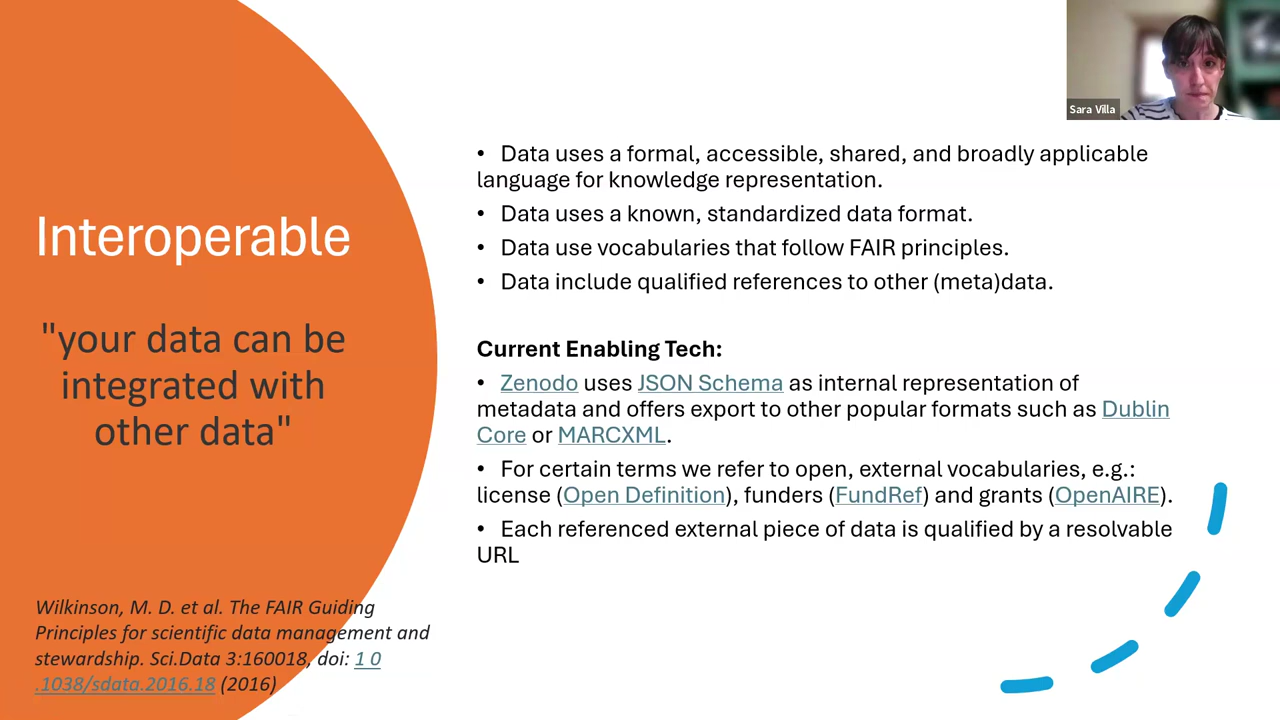 Sara Villa
Interoperable
"your data can be
integrated with
other data"
Wilkinson, M. D. et al. The FAIR Guiding
Principles for scientific data management and
stewardship. Sci.Data 3:160018, doi: 1 0
.1038/sdata.2016.18 (2016)
• Data uses a formal, accessible, shared, and broadly applicable
language for knowledge representation.
• Data uses a known, standardized data format.
• Data use vocabularies that follow FAIR principles.
• Data include qualified references to other (meta)data.
Current Enabling Tech:
• Zenodo uses JSON Schema as internal representation of
metadata and offers export to other popular formats such as Dublin
Core or MARCXML.
• For certain terms we refer to open, external vocabularies, e.g.:
license (Open Definition), funders (FundRef) and grants (OpenAIRE).
• Each referenced external piece of data is qualified by a resolvable
URL